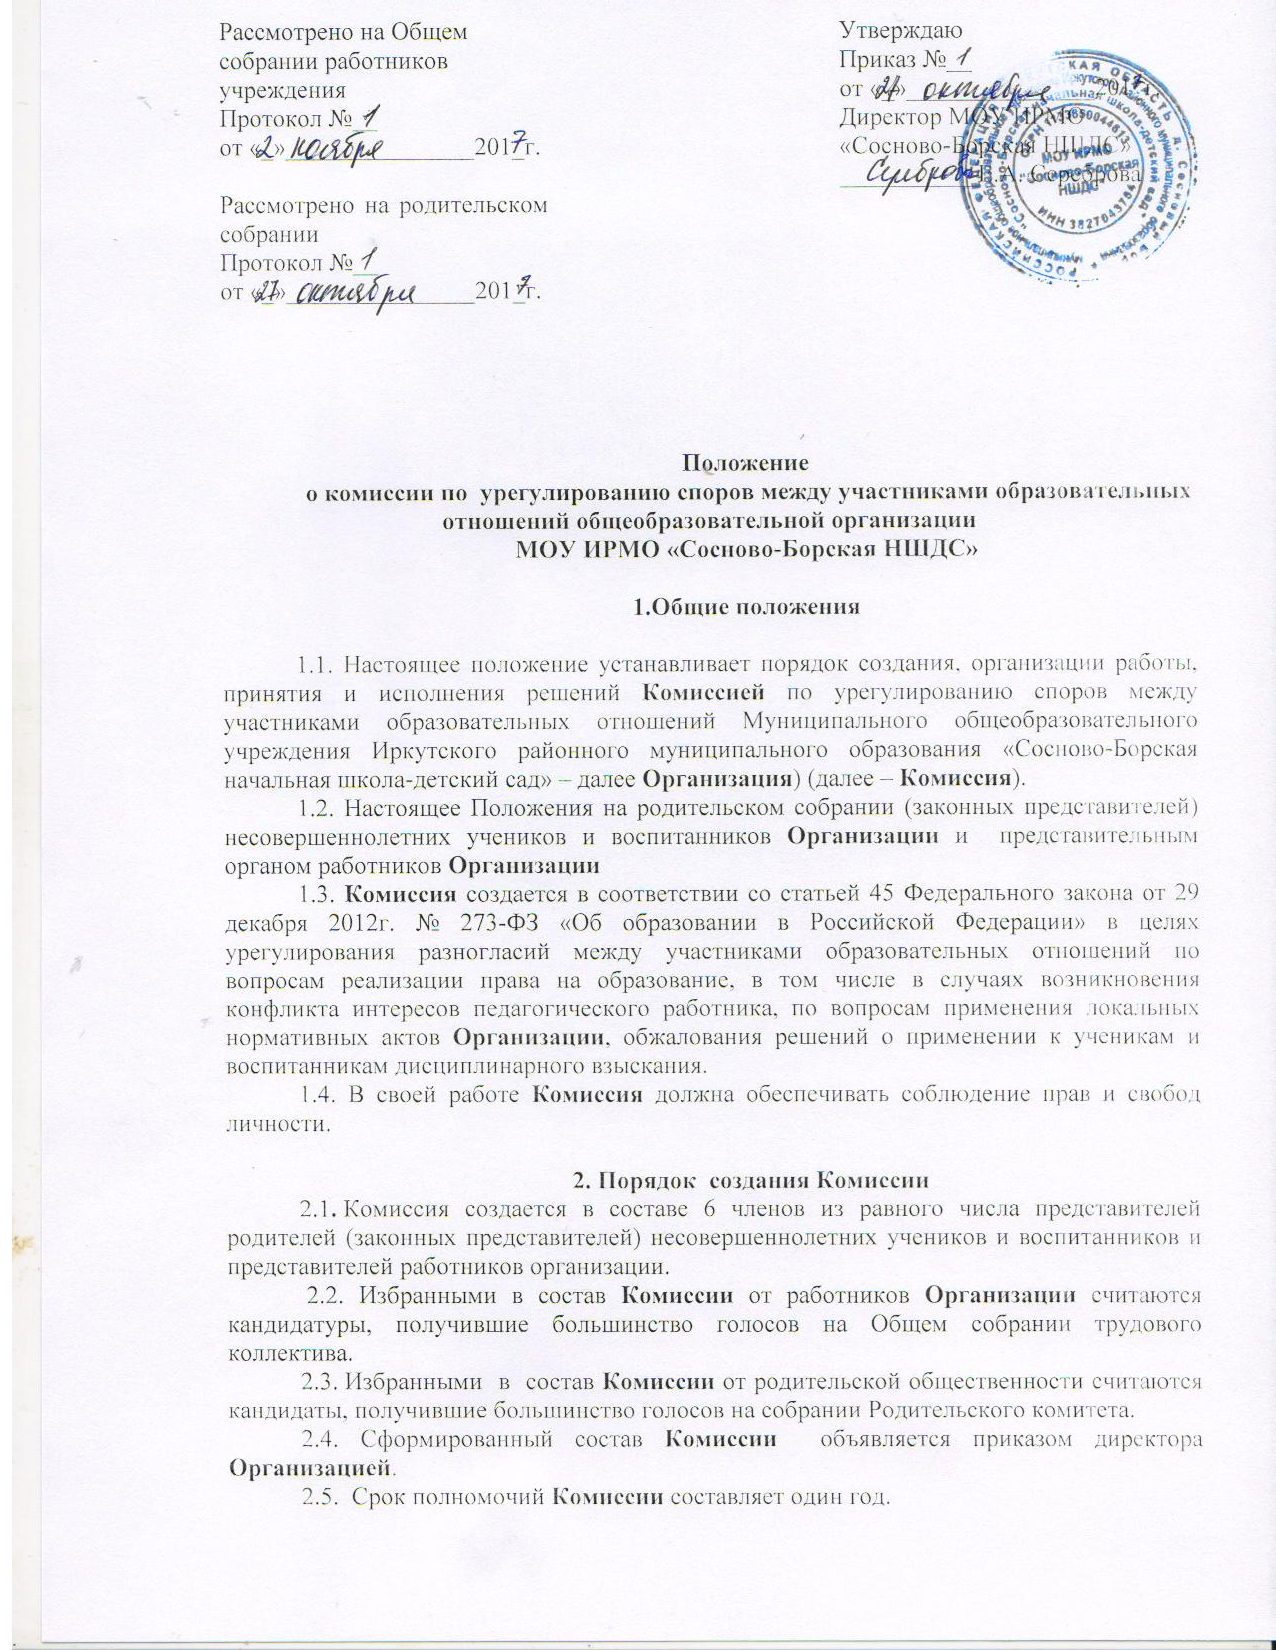 Рассмотрено на Общем
собрании работников
учреждения
Протокол № 1
от «2» ноября 2017г.
Рассмотрено на родительском
собрании
Протокол № 1
от «27» октября 2017г.
Утверждаю
Приказ № 1
от «27» октября 2017
Директор МОУ ИРМО
«Сосново-Борская НШДС»
А. Сереброва
МОУ ИРМО
"Сосново-Борская
НШДС"
ИНН 3827043784
Положение
о комиссии по урегулированию споров между участниками образовательных
отношений общеобразовательной организации
МОУ ИРМО «Сосново-Борская НШДС»
1.Общие положения
1.1. Настоящее положение устанавливает порядок создания, организации работы,
принятия и исполнения решений Комиссией по урегулированию споров между
участниками образовательных отношений Муниципального общеобразовательного
учреждения Иркутского районного муниципального образования «Сосново-Борская
начальная школа-детский сад» – далее Организация) (далее – Комиссия).
1.2. Настоящее Положения на родительском собрании (законных представителей)
несовершеннолетних учеников и воспитанников Организации и представительным
органом работников Организации
1.3. Комиссия создается в соответствии со статьей 45 Федерального закона от 29
декабря 2012г. № 273-ФЗ «Об образовании в Российской Федерации» в целях
урегулирования разногласий между участниками образовательных отношений по
вопросам реализации права на образование, в том числе в случаях возникновения
конфликта интересов педагогического работника, по вопросам применения локальных
нормативных актов Организации, обжалования решений о применении к ученикам и
воспитанникам дисциплинарного взыскания.
1.4. В своей работе Комиссия должна обеспечивать соблюдение прав и свобод
личности.
2. Порядок создания Комиссии
2.1. Комиссия создается в составе 6 членов из равного числа представителей
родителей (законных представителей) несовершеннолетних учеников и воспитанников и
представителей работников организации.
2.2. Избранными в состав Комиссии от работников Организации считаются
кандидатуры, получившие большинство голосов на Общем собрании трудового
коллектива.
2.3. Избранными в состав Комиссии от родительской общественности считаются
кандидаты, получившие большинство голосов на собрании Родительского комитета.
2.4. Сформированный состав Комиссии объявляется приказом директора
Организацией.
2.5. Срок полномочий Комиссии составляет один год.